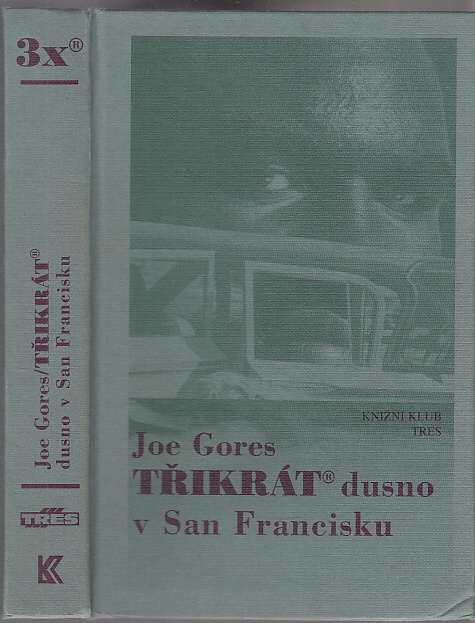 3x®
Joe Gores/TŘIKRÁT®
dusno v San Francisku
TRES
K
KNIŽNÍ KLUB
TRES
Joe Gores
TŘIKRÁT® dusno
v San Francisku